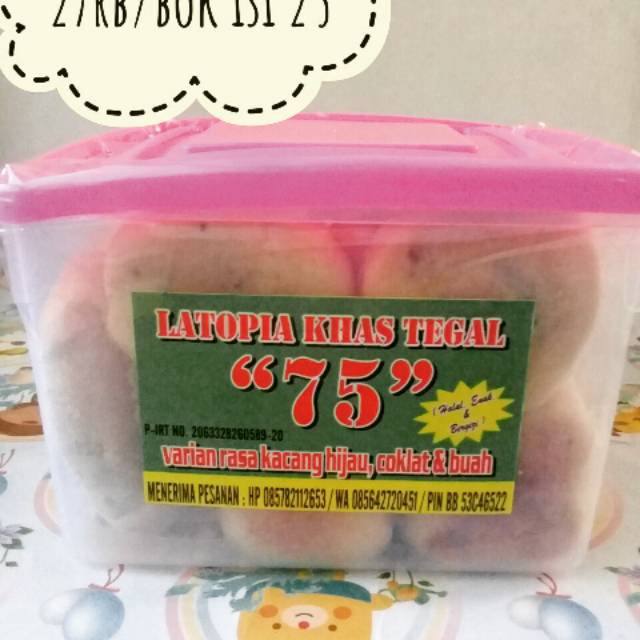 27RB/BOK ISI 25
LATOPIA KHAS TEGAL
"75"
(Halal, Enak
&
Bergizi)
P-IRT NO. 2063328260589-20
varian rasa kacang hijau, coklat & buah
MENERIMA PESANAN : HP 085782112653 / WA 085642720451 / PIN BB 53C46522